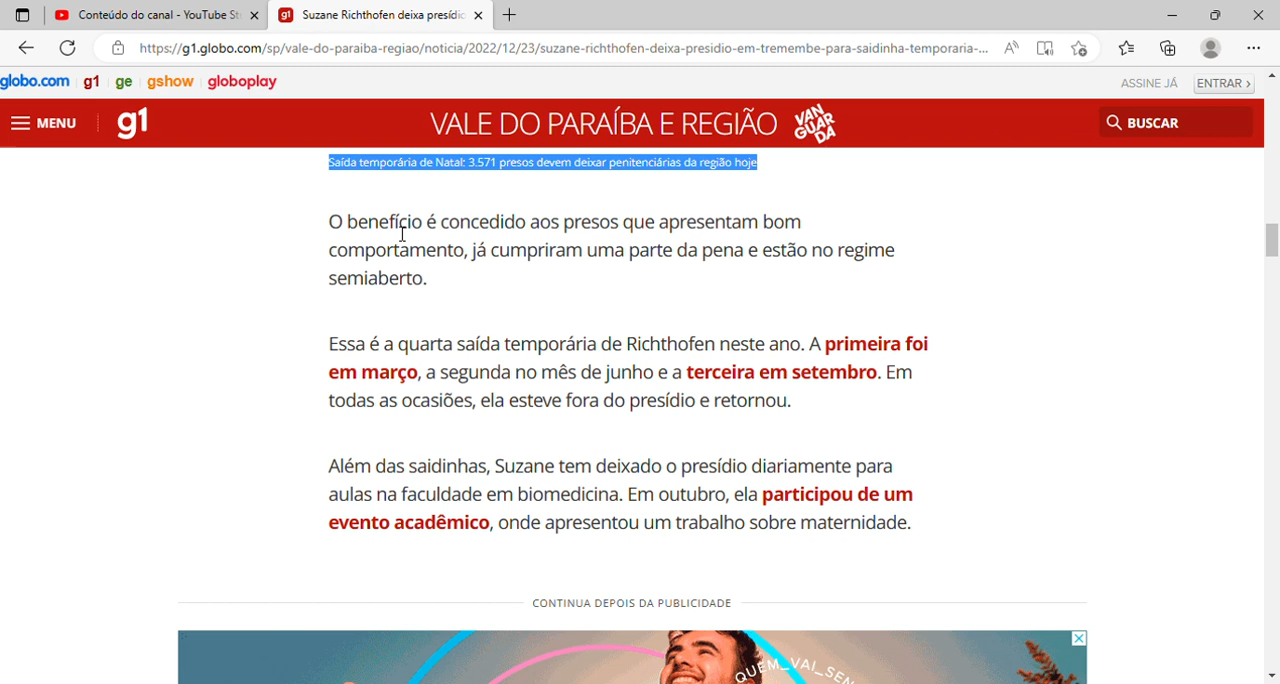 Conteúdo do canal - YouTube St
Suzane Richthofen deixa presídio
https://g1.globo.com/sp/vale-do-paraiba-regiao/noticia/2022/12/23/suzane-richthofen-deixa-presidio-em-tremembe-para-saidinha-temporaria-...
globo.com g1 ge gshow globoplay
ASSINE JÁ ENTRAR ›
MENU g1 VALE DO PARAÍBA E REGIÃO VAN GUAR DA BUSCAR
Saída temporária de Natal: 3.571 presos devem deixar penitenciárias da região hoje
O benefício é concedido aos presos que apresentam bom
comportamento, já cumpriram uma parte da pena e estão no regime
semiaberto.
Essa é a quarta saída temporária de Richthofen neste ano. A primeira foi
em março, a segunda no mês de junho e a terceira em setembro. Em
todas as ocasiões, ela esteve fora do presídio e retornou.
Além das saidinhas, Suzane tem deixado o presídio diariamente para
aulas na faculdade em biomedicina. Em outubro, ela participou de um
evento acadêmico, onde apresentou um trabalho sobre maternidade.
CONTINUA DEPOIS DA PUBLICIDADE
QUEM_VAI_SEN